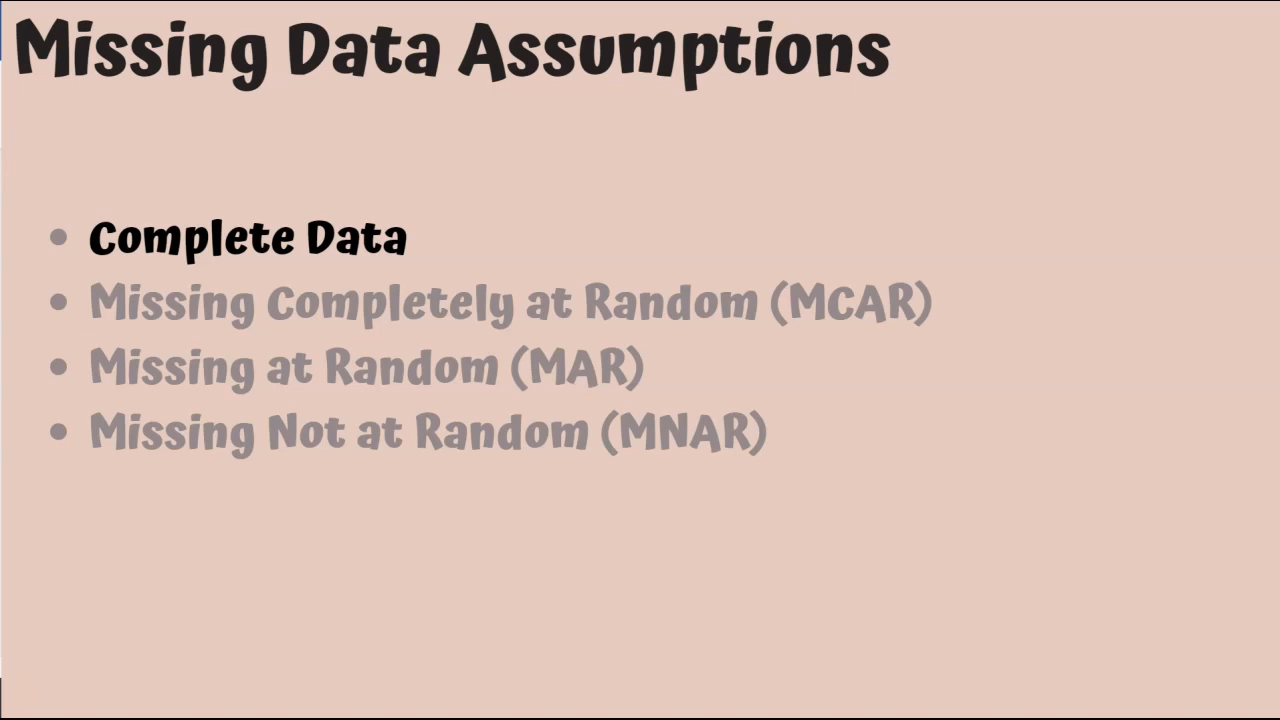 Missing Data Assumptions
• Complete Data
• Missing Completely at Random (MCAR)
• Missing at Random (MAR)
• Missing Not at Random (MNAR)